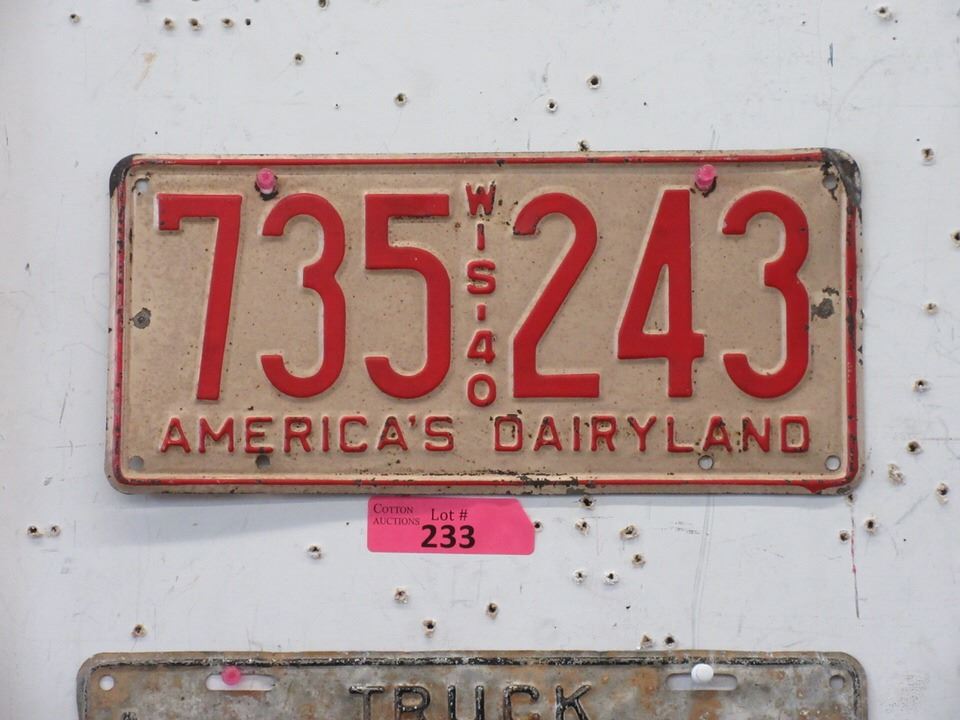 735 WIS-40 243
AMERICA'S DAIRYLAND
COTTON AUCTIONS Lot #
233
TRUCK